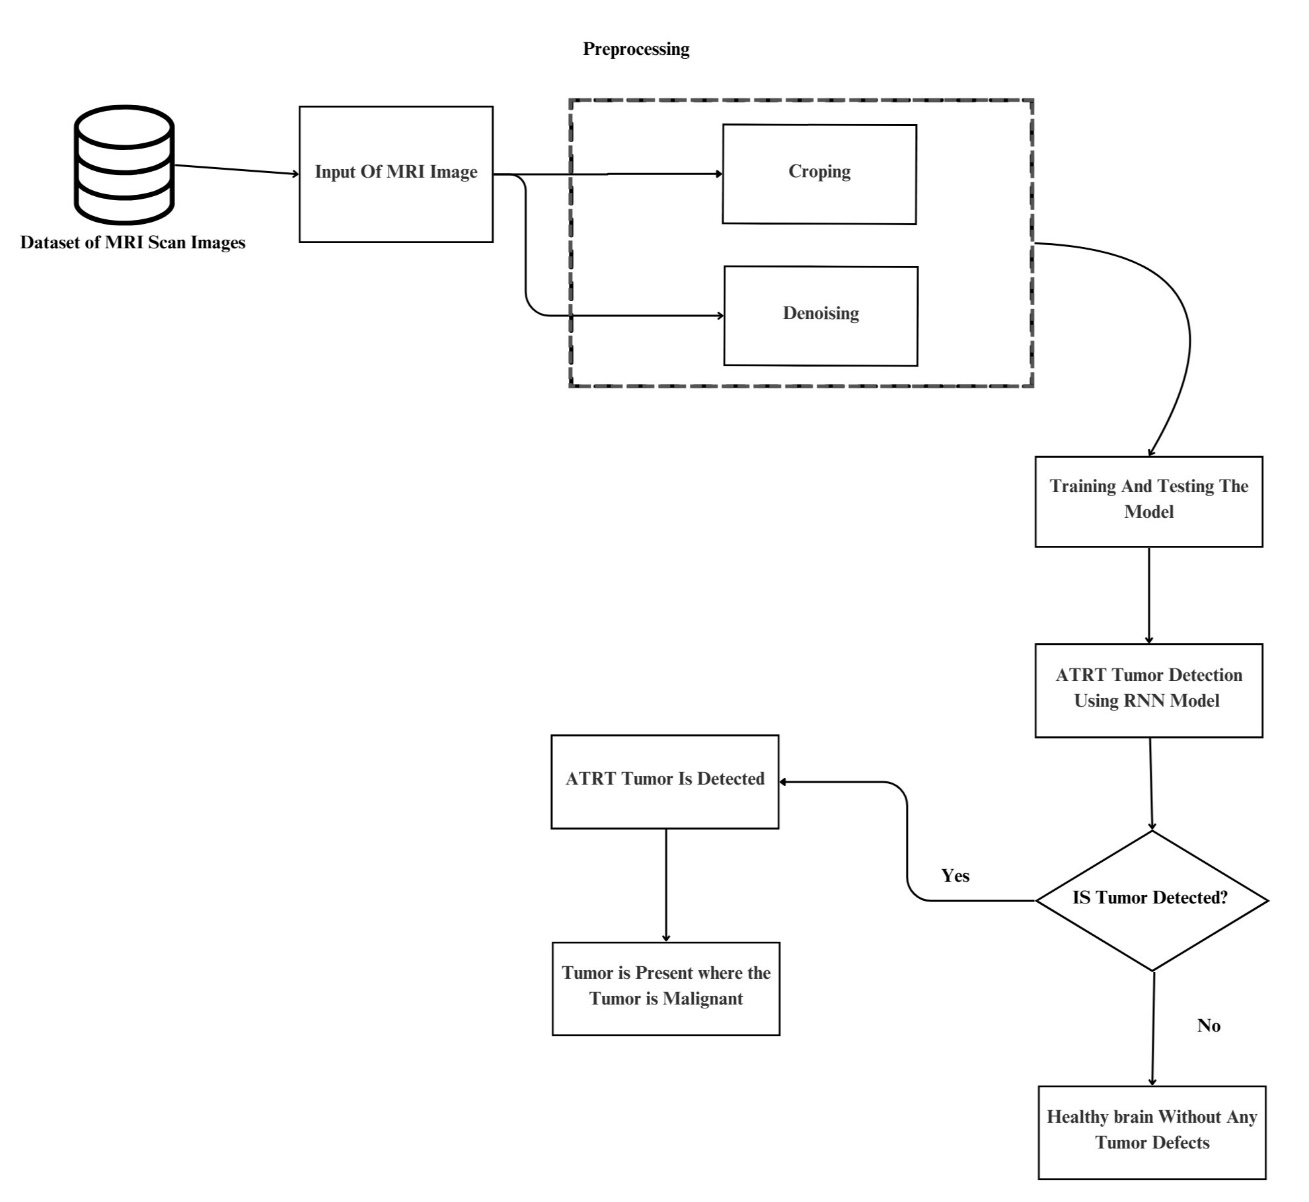 Preprocessing
Dataset of MRI Scan Images
Input Of MRI Image
Croping
Denoising
Training And Testing The
Model
ATRT Tumor Detection
Using RNN Model
IS Tumor Detected?
Yes
ATRT Tumor Is Detected
Tumor is Present where the
Tumor is Malignant
No
Healthy brain Without Any
Tumor Defects